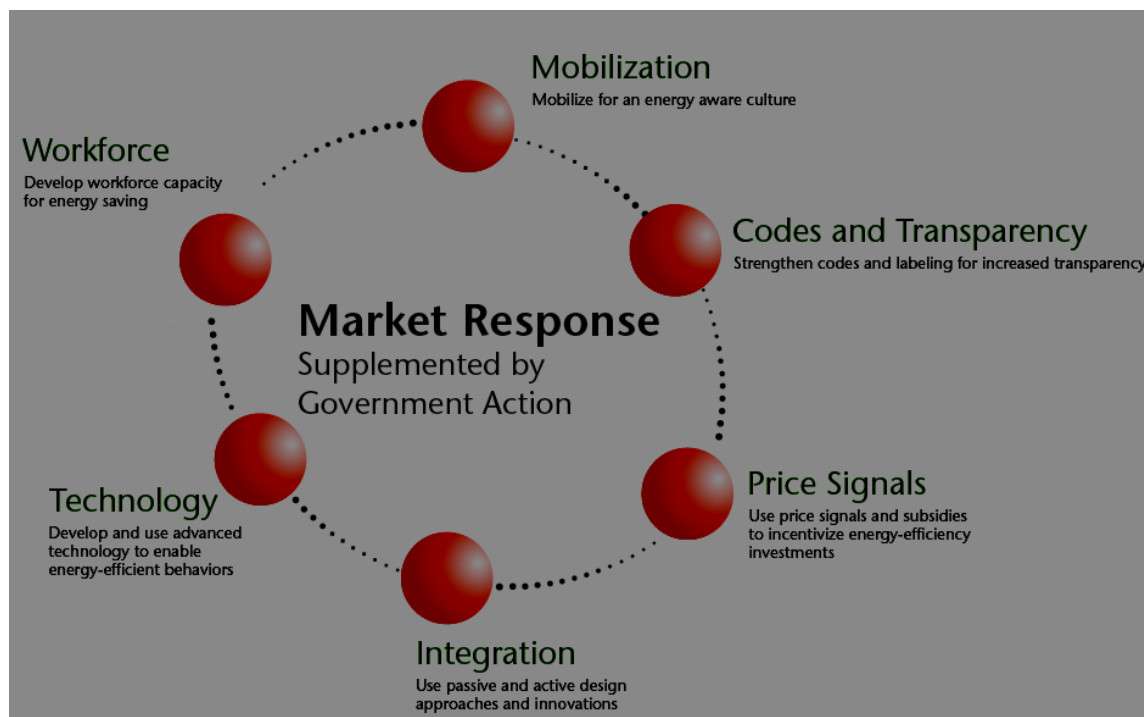 Mobilization
Mobilize for an energy aware culture
Workforce
Develop workforce capacity
for energy saving
Codes and Transparency
Strengthen codes and labeling for increased transparency
Market Response
Supplemented by
Government Action
Price Signals
Use price signals and subsidies
to incentivize energy-efficiency
investments
Technology
Develop and use advanced
technology to enable
energy-efficient behaviors
Integration
Use passive and active design
approaches and innovations